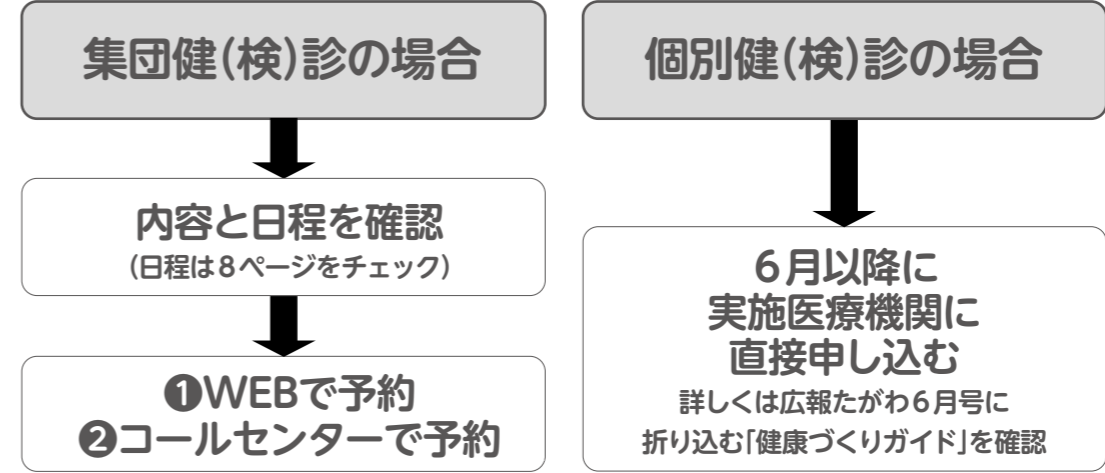 集団健(検)診の場合
内容と日程を確認
(日程は8ページをチェック)
❶WEBで予約
❷コールセンターで予約
個別健(検)診の場合
6月以降に
実施医療機関に
直接申し込む
詳しくは広報たがわ6月号に
折り込む「健康づくりガイド」を確認